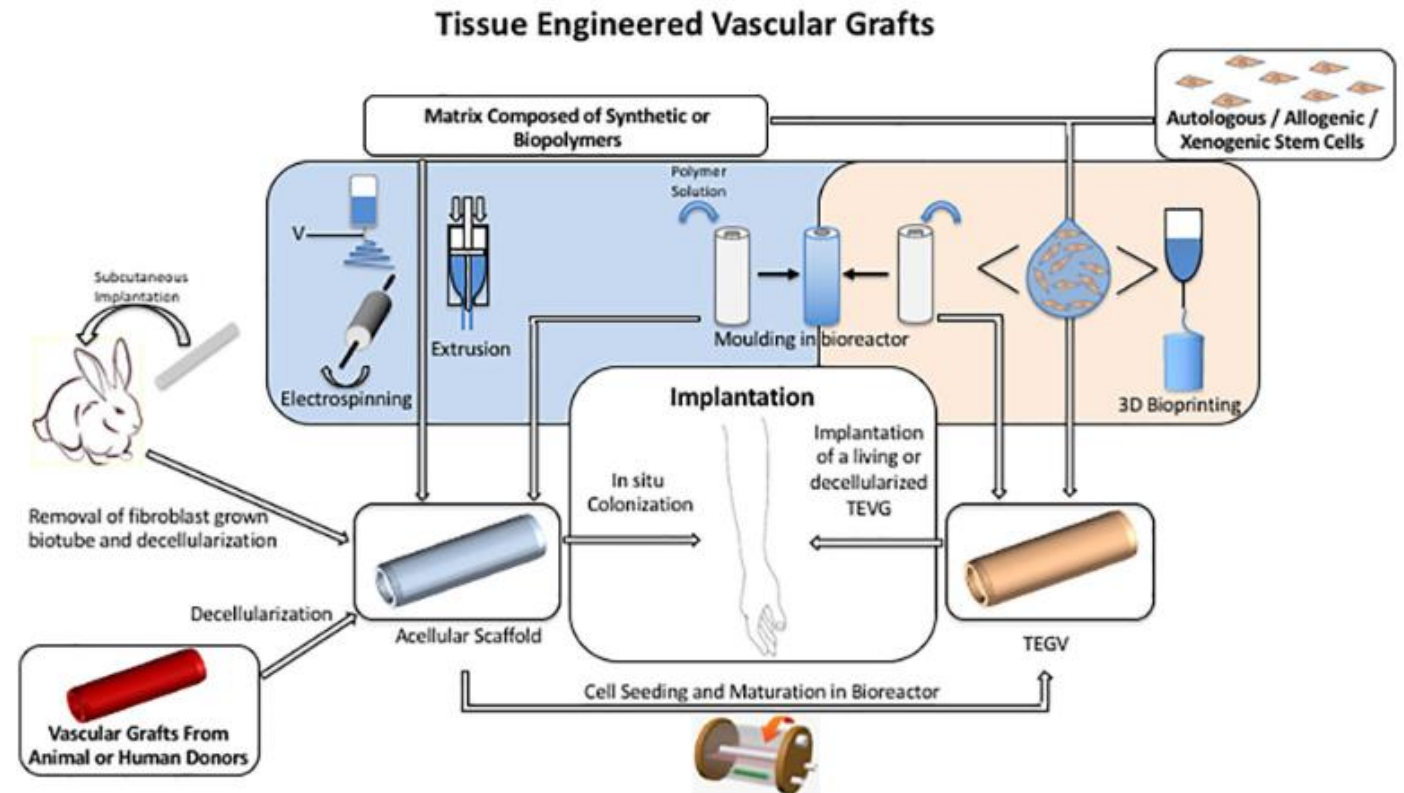 Tissue Engineered Vascular Grafts
Matrix Composed of Synthetic or
Biopolymers
Autologous / Allogenic /
Xenogenic Stem Cells
Polymer
Solution
V
Subcutaneous
Implantation
Extrusion
Moulding in bioreactor
Electrospinning
3D Bioprinting
Implantation
Implantation
of a living or
decellularized
TEVG
In situ
Colonization
Removal of fibroblast grown
biotube and decellularization
Decellularization
Acellular Scaffold
TEGV
Cell Seeding and Maturation in Bioreactor
Vascular Grafts From
Animal or Human Donors